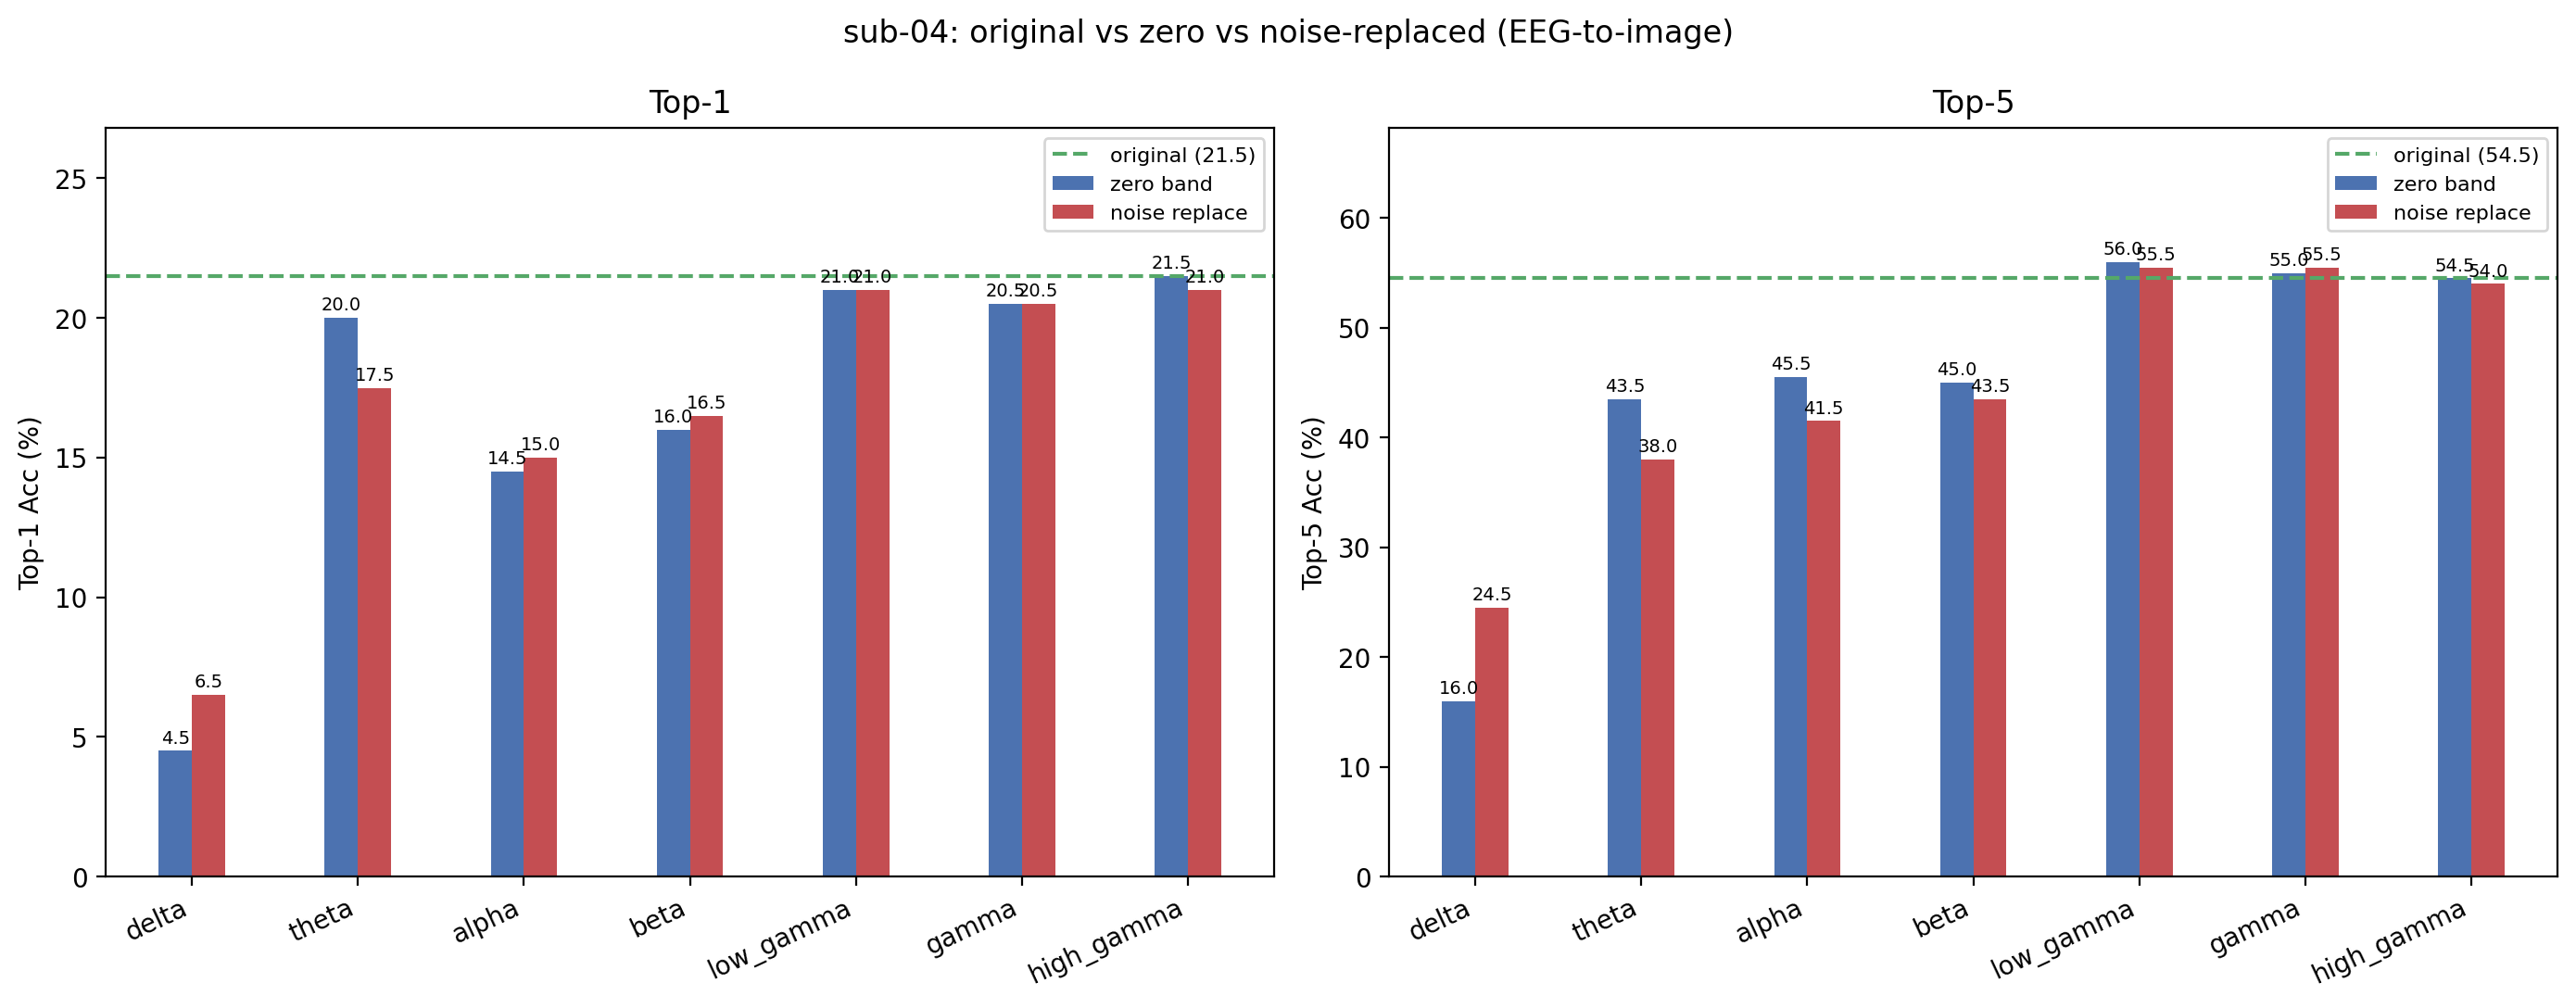 sub-04: original vs zero vs noise-replaced (EEG-to-image)
Top-1
Top-1 Acc (%)
25
20
15
10
5
0
original (21.5)
zero band
noise replace
4.5
6.5
20.0
17.5
14.5
15.0
16.0
16.5
21.0
21.0
20.5
20.5
21.5
21.0
delta
theta
alpha
beta
low_gamma
gamma
high_gamma
Top-5
Top-5 Acc (%)
60
50
40
30
20
10
0
original (54.5)
zero band
noise replace
16.0
24.5
43.5
38.0
45.5
41.5
45.0
43.5
56.0
55.5
55.0
55.5
54.5
54.0
delta
theta
alpha
beta
low_gamma
gamma
high_gamma